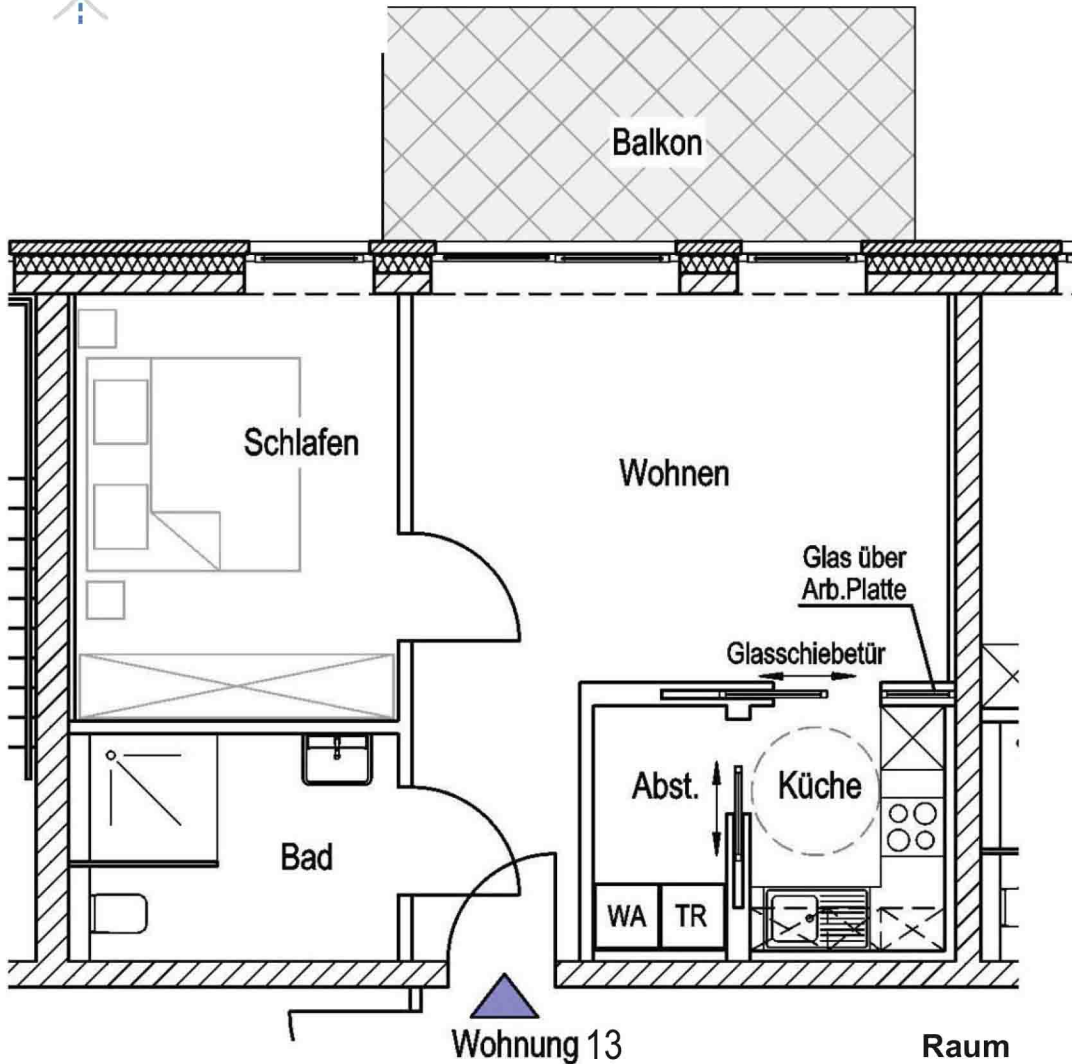 Balkon
Schlafen
Wohnen
Glas über
Arb.Platte
Glasschiebetür
Abst.
Küche
Bad
WA
TR
Wohnung 13
Raum